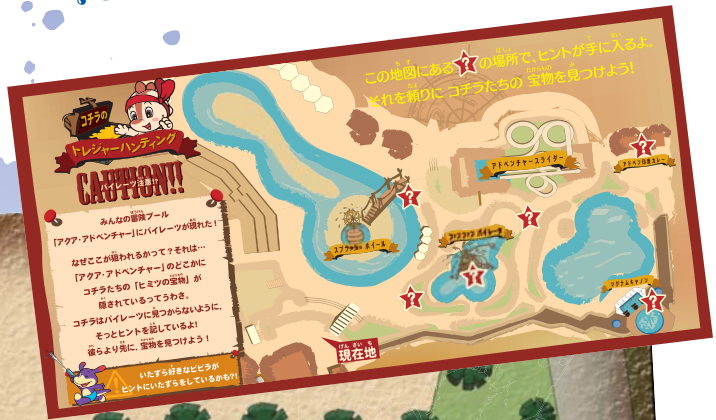 この地図にある?の場所で、ヒントが手に入るよ。
それを頼りに コチラたちの 宝物を見つけよう!
コチラの
トレジャーハンティング
CAUTION!!
パイレーツ注意!!
みんなの冒険プール
「アクア・アドベンチャー」にパイレーツが現れた!
なぜここが狙われるかって?それは…
「アクア・アドベンチャー」のどこかに
コチラたちの「ヒミツの宝物」が
隠されているってうわさ。
コチラはパイレーツに見つからないように、
そっとヒントを記しているよ!
彼らより先に、宝物を見つけよう!
いたずら好きなビビラが
ヒントにいたずらをしているかも?!
アドベンチャースライダー
スプラッシュ ホイール
マグナムキャノン
現在地